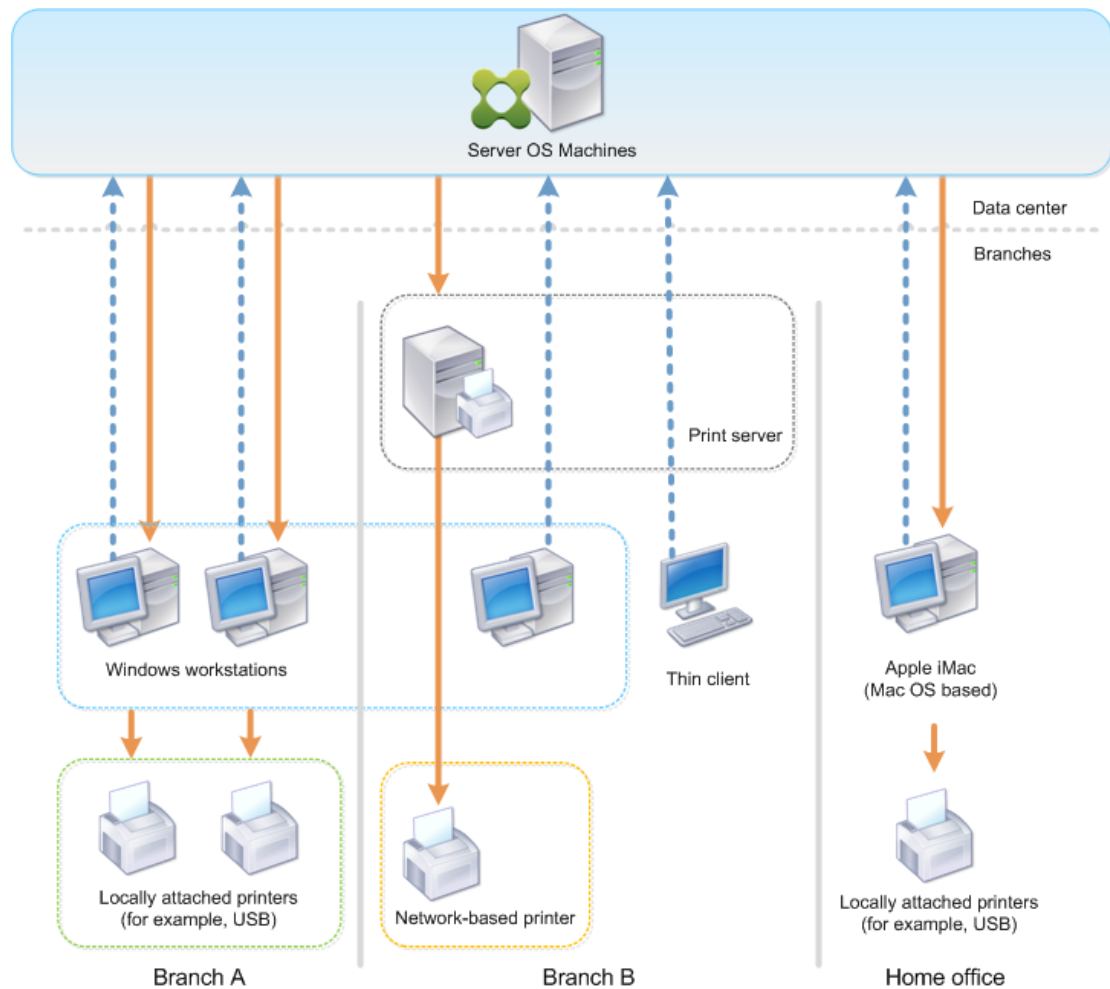 Server OS Machines
Data center
Branches
Print server
Windows workstations
Thin client
Apple iMac
(Mac OS based)
Locally attached printers
(for example, USB)
Network-based printer
Locally attached printers
(for example, USB)
Branch A
Branch B
Home office